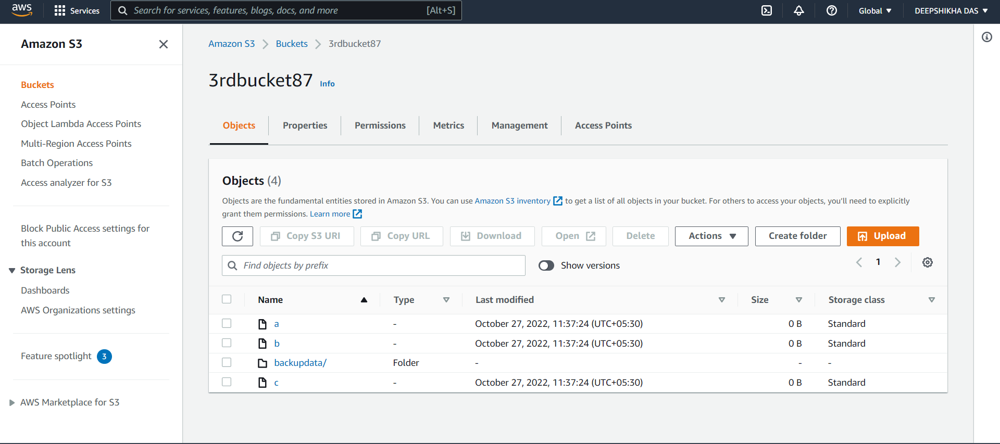 aws Services Search for services, features, blogs, docs, and more [Alt+S] Global DEEPSHIKHA DAS
Amazon S3
Buckets
Access Points
Object Lambda Access Points
Multi-Region Access Points
Batch Operations
Access analyzer for S3
Block Public Access settings for
this account
Storage Lens
Dashboards
AWS Organizations settings
Feature spotlight 3
AWS Marketplace for S3
Amazon S3 Buckets 3rdbucket87
3rdbucket87 Info
Objects Properties Permissions Metrics Management Access Points
Objects (4)
Objects are the fundamental entities stored in Amazon S3. You can use Amazon S3 inventory to get a list of all objects in your bucket. For others to access your objects, you'll need to explicitly
grant them permissions. Learn more
Copy S3 URI Copy URL Download Open Delete Actions Create folder Upload
Find objects by prefix Show versions 1
Name Type Last modified Size Storage class
a - October 27, 2022, 11:37:24 (UTC+05:30) 0 B Standard
b - October 27, 2022, 11:37:24 (UTC+05:30) 0 B Standard
backupdata/ Folder - - -
c - October 27, 2022, 11:37:24 (UTC+05:30) 0 B Standard